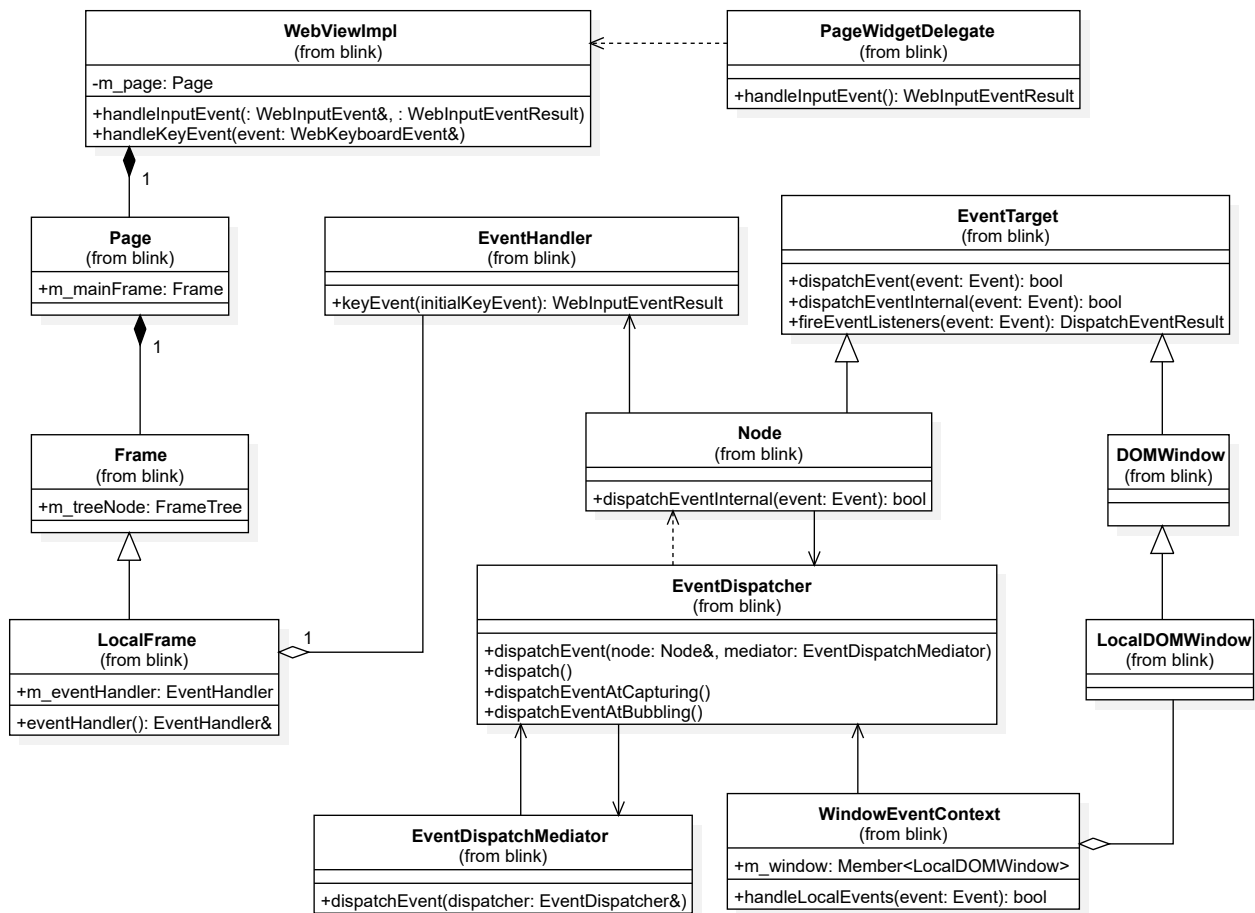 WebViewImpl
(from blink)
-m_page: Page
+handleInputEvent(: WebInputEvent&, : WebInputEventResult)
+handleKeyEvent(event: WebKeyboardEvent&)
PageWidgetDelegate
(from blink)
+handleInputEvent(): WebInputEventResult
1
Page
(from blink)
+m_mainFrame: Frame
1
EventHandler
(from blink)
+keyEvent(initialKeyEvent): WebInputEventResult
EventTarget
(from blink)
+dispatchEvent(event: Event): bool
+dispatchEventInternal(event: Event): bool
+fireEventListeners(event: Event): DispatchEventResult
Frame
(from blink)
+m_treeNode: FrameTree
Node
(from blink)
+dispatchEventInternal(event: Event): bool
DOMWindow
(from blink)
LocalFrame
(from blink)
+m_eventHandler: EventHandler
+eventHandler(): EventHandler&
1
EventDispatcher
(from blink)
+dispatchEvent(node: Node&, mediator: EventDispatchMediator)
+dispatch()
+dispatchEventAtCapturing()
+dispatchEventAtBubbling()
LocalDOMWindow
(from blink)
EventDispatchMediator
(from blink)
+dispatchEvent(dispatcher: EventDispatcher&)
WindowEventContext
(from blink)
+m_window: Member<LocalDOMWindow>
+handleLocalEvents(event: Event): bool